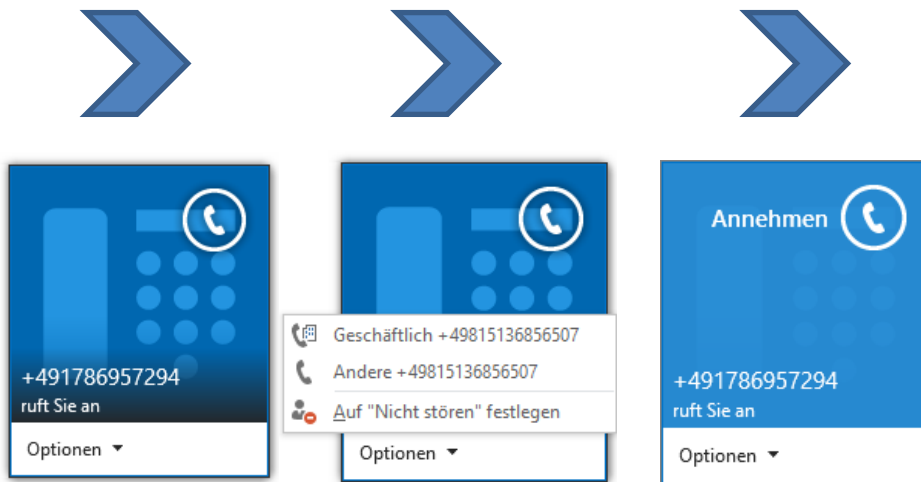 +491786957294
ruft Sie an
Optionen
Geschäftlich +49815136856507
Andere +49815136856507
Auf "Nicht stören" festlegen
Optionen
Annehmen
+491786957294
ruft Sie an
Optionen